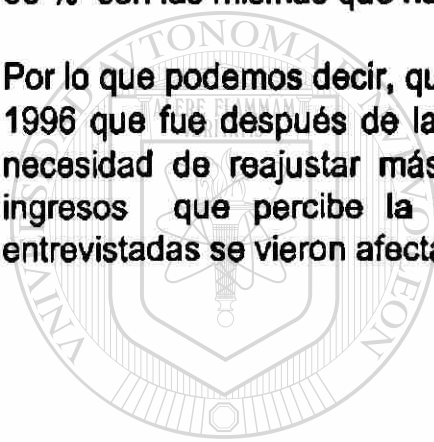 Por lo que podemos decir, qu
1996 que fue después de la
necesidad de reajustar más
ingresos que percibe la
entrevistadas se vieron afecta